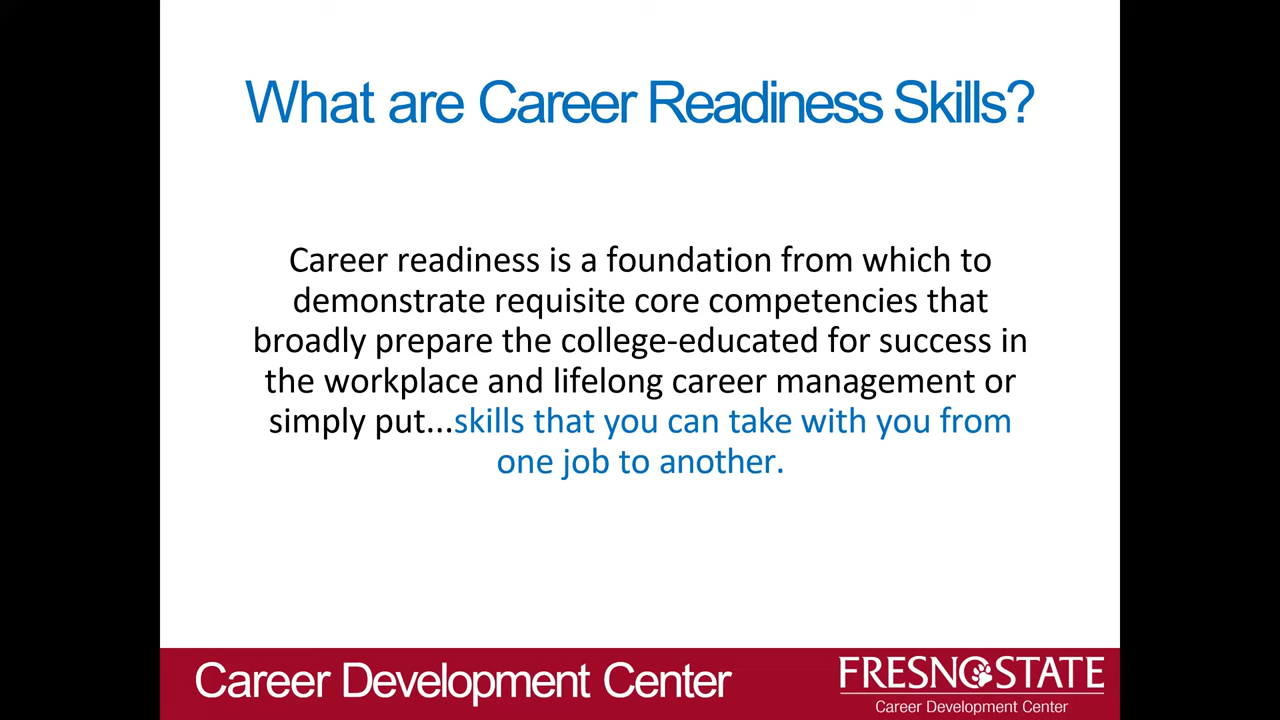 What are Career Readiness Skills?
Career readiness is a foundation from which to
demonstrate requisite core competencies that
broadly prepare the college-educated for success in
the workplace and lifelong career management or
simply put...skills that you can take with you from
one job to another.
Career Development Center
FRESNO STATE
Career Development Center